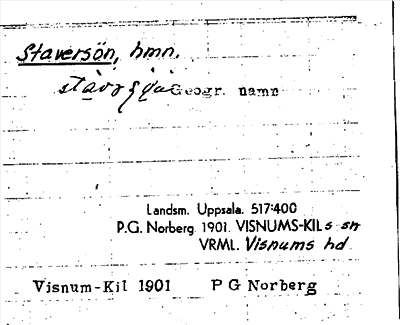 Staversön, hmn.
Geogr. namn
Landsm. Uppsala. 517:400
P.G. Norberg. 1901. VISNUMS-KILs sn
VRML. Visnums hd
Visnum-Kil 1901 P G Norberg